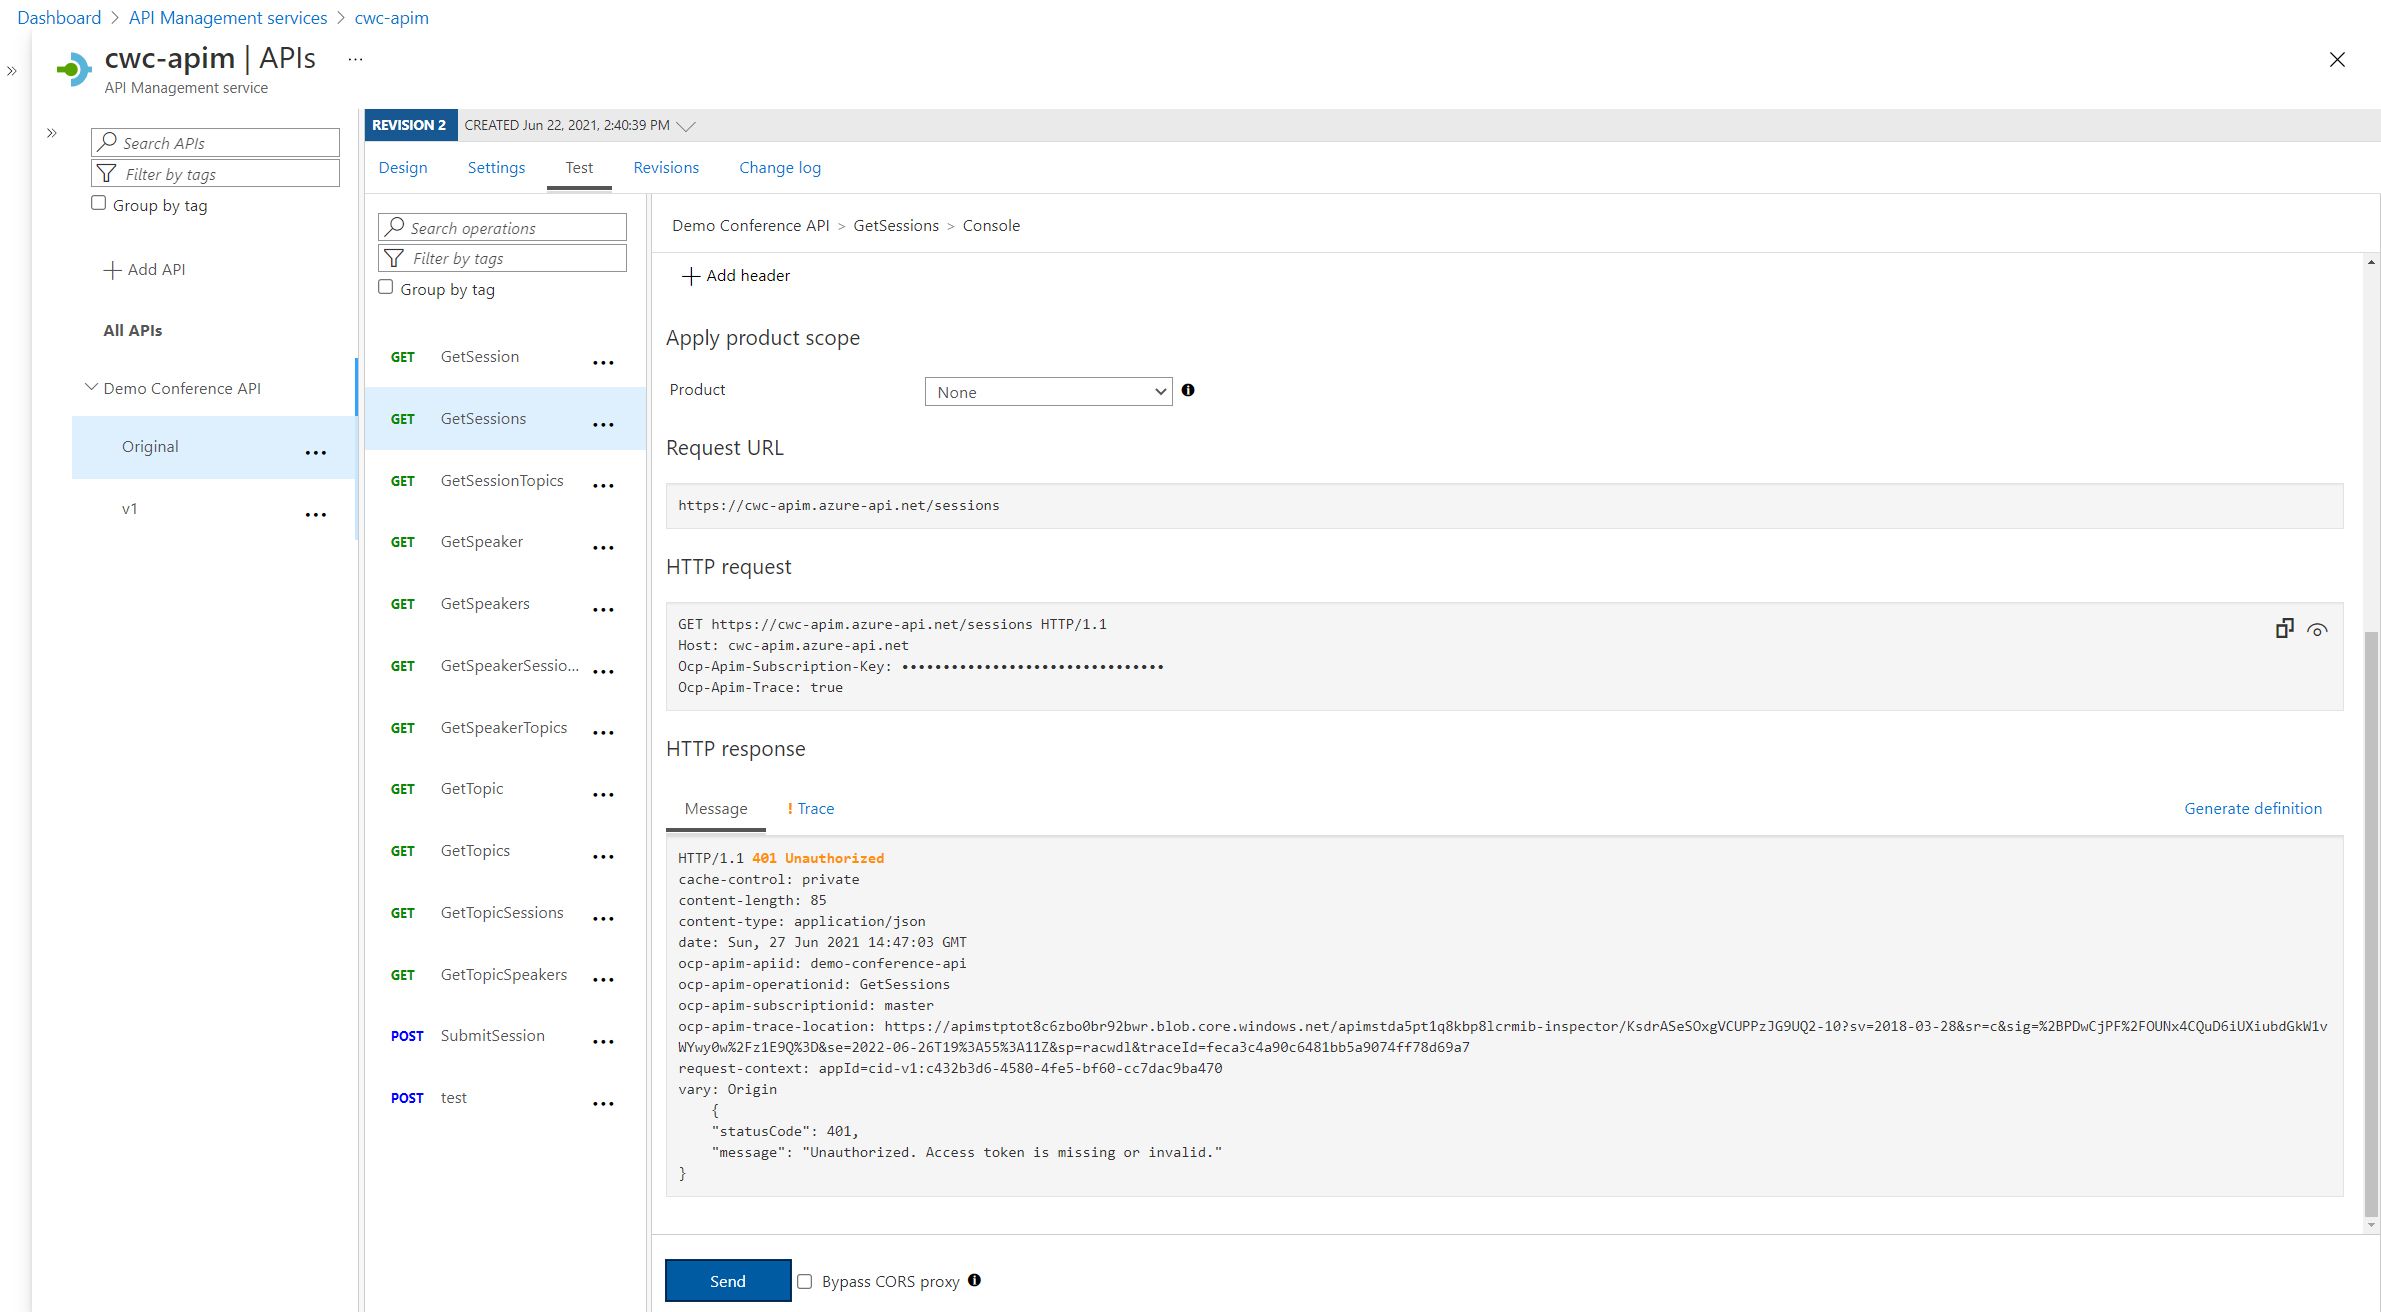 Dashboard > API Management services > cwc-apim
cwc-apim | APIs ...
API Management service
Search APIs
Filter by tags
Group by tag
Add API
All APIs
Demo Conference API
Original
v1
REVISION 2 CREATED Jun 22, 2021, 2:40:39 PM
Design Settings Test Revisions Change log
Search operations
Filter by tags
Group by tag
GET GetSession
GET GetSessions
GET GetSessionTopics
GET GetSpeaker
GET GetSpeakers
GET GetSpeakerSessio...
GET GetSpeakerTopics
GET GetTopic
GET GetTopics
GET GetTopicSessions
GET GetTopicSpeakers
POST SubmitSession
POST test
Demo Conference API > GetSessions > Console
Add header
Apply product scope
Product None
Request URL
https://cwc-apim.azure-api.net/sessions
HTTP request
GET https://cwc-apim.azure-api.net/sessions HTTP/1.1
Host: cwc-apim.azure-api.net
Ocp-Apim-Subscription-Key: ••••••••••••••••••••••••••••••••
Ocp-Apim-Trace: true
HTTP response
Message ! Trace Generate definition
HTTP/1.1 401 Unauthorized
cache-control: private
content-length: 85
content-type: application/json
date: Sun, 27 Jun 2021 14:47:03 GMT
ocp-apim-apiid: demo-conference-api
ocp-apim-operationid: GetSessions
ocp-apim-subscriptionid: master
ocp-apim-trace-location: https://apimstptot8c6zbo0br92bwr.blob.core.windows.net/apimstda5pt1q8kbp8lcrmib-inspector/KsdrASeSOxgVCUPPzJG9UQ2-10?sv=2018-03-28&sr=c&sig=%2BPDwCjPF%2FOUNx4CQuD6iUXiubdGkW1v
WYwy0w%2Fz1E9Q%3D&se=2022-06-26T19%3A55%3A11Z&sp=racwdl&traceId=feca3c4a90c6481bb5a9074ff78d69a7
request-context: appId=cid-v1:c432b3d6-4580-4fe5-bf60-cc7dac9ba470
vary: Origin
{
"statusCode": 401,
"message": "Unauthorized. Access token is missing or invalid."
}
Send Bypass CORS proxy